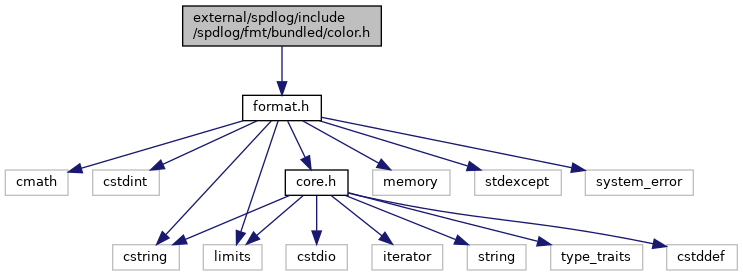 external/spdlog/include
/spdlog/fmt/bundled/color.h
format.h
cmath
cstdint
core.h
memory
stdexcept
system_error
cstring
limits
cstdio
iterator
string
type_traits
cstddef